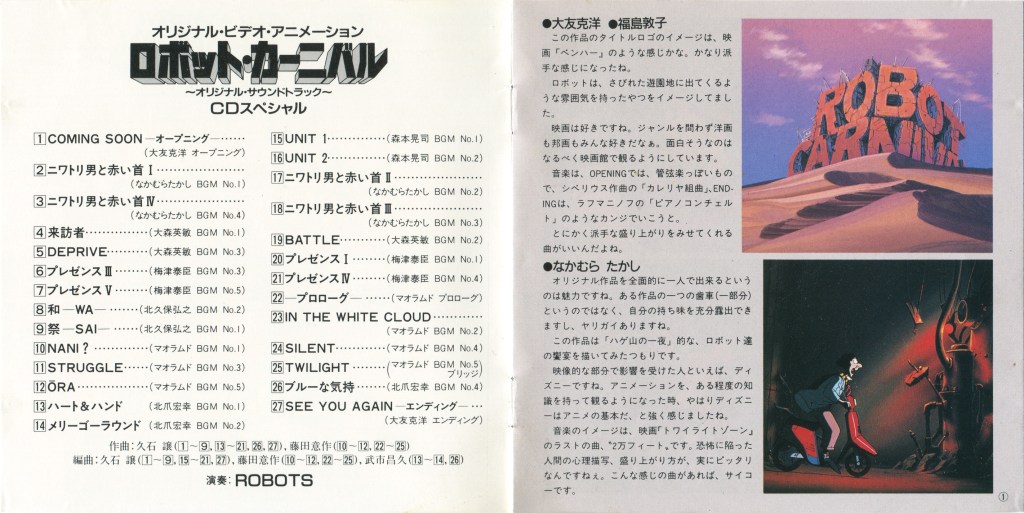 オリジナル・ビデオ・アニメーション
ロボット・カーニバル
〜オリジナル・サウンドトラック〜
CDスペシャル
1 COMING SOON —オープニング—……
(大友克洋 オープニング)
2 ニワトリ男と赤い首 I …………
(なかむらたかし BGM No.1)
3 ニワトリ男と赤い首 IV …………
(なかむらたかし BGM No.4)
4 来訪者…………(大森英敏 BGM No.1)
5 DEPRIVE………(大森英敏 BGM No.3)
6 プレゼンス III ……(梅津泰臣 BGM No.3)
7 プレゼンス V ……(梅津泰臣 BGM No.5)
8 和 —WA— ……(北久保弘之 BGM No.2)
9 祭 —SAI— ……(北久保弘之 BGM No.1)
10 NANI? …………(マオラムド BGM No.1)
11 STRUGGLE……(マオラムド BGM No.3)
12 ŌRA……………(マオラムド BGM No.5)
13 ハート&ハンド (北爪宏幸 BGM No.1)
14 メリーゴーラウンド (北爪宏幸 BGM No.2)
15 UNIT 1 …………(森本晃司 BGM No.1)
16 UNIT 2 …………(森本晃司 BGM No.2)
17 ニワトリ男と赤い首 II …………
(なかむらたかし BGM No.2)
18 ニワトリ男と赤い首 III …………
(なかむらたかし BGM No.3)
19 BATTLE…………(大森英敏 BGM No.2)
20 プレゼンス I ……(梅津泰臣 BGM No.1)
21 プレゼンス IV ……(梅津泰臣 BGM No.4)
22 —プロローグ— ……(マオラムド プロローグ)
23 IN THE WHITE CLOUD…………
(マオラムド BGM No.2)
24 SILENT…………(マオラムド BGM No.4)
25 TWILIGHT ……(マオラムド BGM No.5 ブリッジ)
26 ブルーな気持……(北爪宏幸 BGM No.4)
27 SEE YOU AGAIN —エンディング— …
(大友克洋 エンディング)
作曲:久石 譲(1〜9, 13〜21, 26, 27), 藤田意作(10〜12, 22〜25)
編曲:久石 譲(1〜9, 15〜21, 27), 藤田意作(10〜12, 22〜25), 武市昌久(13〜14, 26)
演奏: ROBOTS
●大友克洋 ●福島敦子
この作品のタイトルロゴのイメージは、映
画「ベンハー」のような感じかな。かなり派
手な感じになったね。
ロボットは、さびれた遊園地に出てくるよ
うな雰囲気を持ったやつをイメージしてまし
た。
映画は好きですね。ジャンルを問わず洋画
も邦画もみんな好きだなぁ。面白そうなのは
なるべく映画館で観るようにしています。
音楽は、OPENINGでは、管弦楽っぽいもの
で、シベリウス作曲の「カレリヤ組曲」、END-
INGは、ラフマニノフの「ピアノコンチェル
ト」のようなカンジでいこうと。
とにかく派手な盛り上がりをみせてくれる
曲がいいんだよね。
ROBOT
CARNIVAL
●なかむら たかし
オリジナル作品を全面的に一人で出来るという
のは魅力ですね。ある作品の一つの歯車(一部分)
というのではなく、自分の持ち味を充分露出でき
ますし、ヤリガイありますね。
この作品は「ハゲ山の一夜」的な、ロボット達
の饗宴を描いてみたつもりです。
映像的な部分で影響を受けた人といえば、ディ
ズニーですね。アニメーションを、ある程度の知
識を持って観るようになった時、やはりディズニ
ーはアニメの基本だ、と強く感じましたね。
音楽のイメージは、映画「トワイライトゾーン」
のラストの曲、〝2万フィート〟です。恐怖に陥った
人間の心理描写、盛り上がり方が、実にピッタリ
なんですねぇ。こんな感じの曲があれば、サイコ
ーです。
①